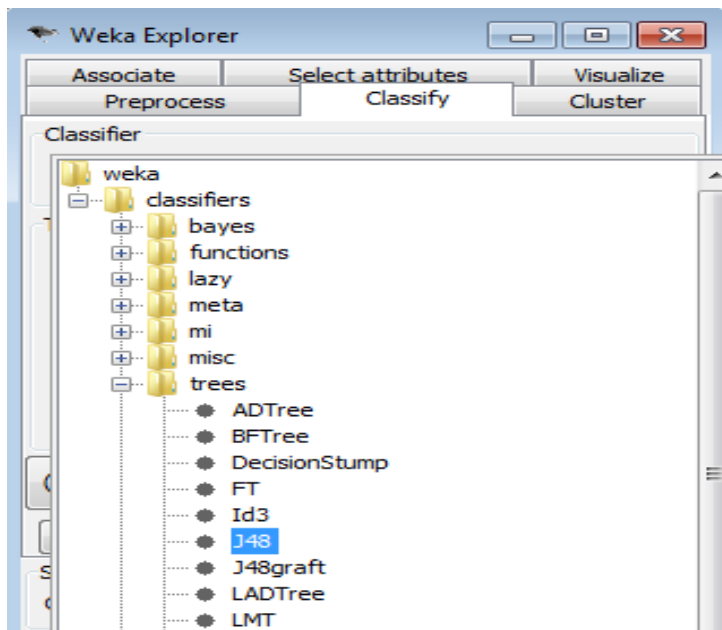 Weka Explorer
Associate Select attributes Visualize
Preprocess Classify Cluster
Classifier
weka
classifiers
bayes
functions
lazy
meta
mi
misc
trees
ADTree
BFTree
DecisionStump
FT
Id3
J48
J48graft
LADTree
LMT